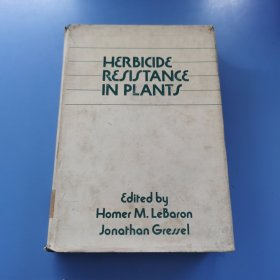 HERBICIDE
RESISTANCE
IN PLANTS
Edited by
Homer M. LeBaron
Jonathan Gressel